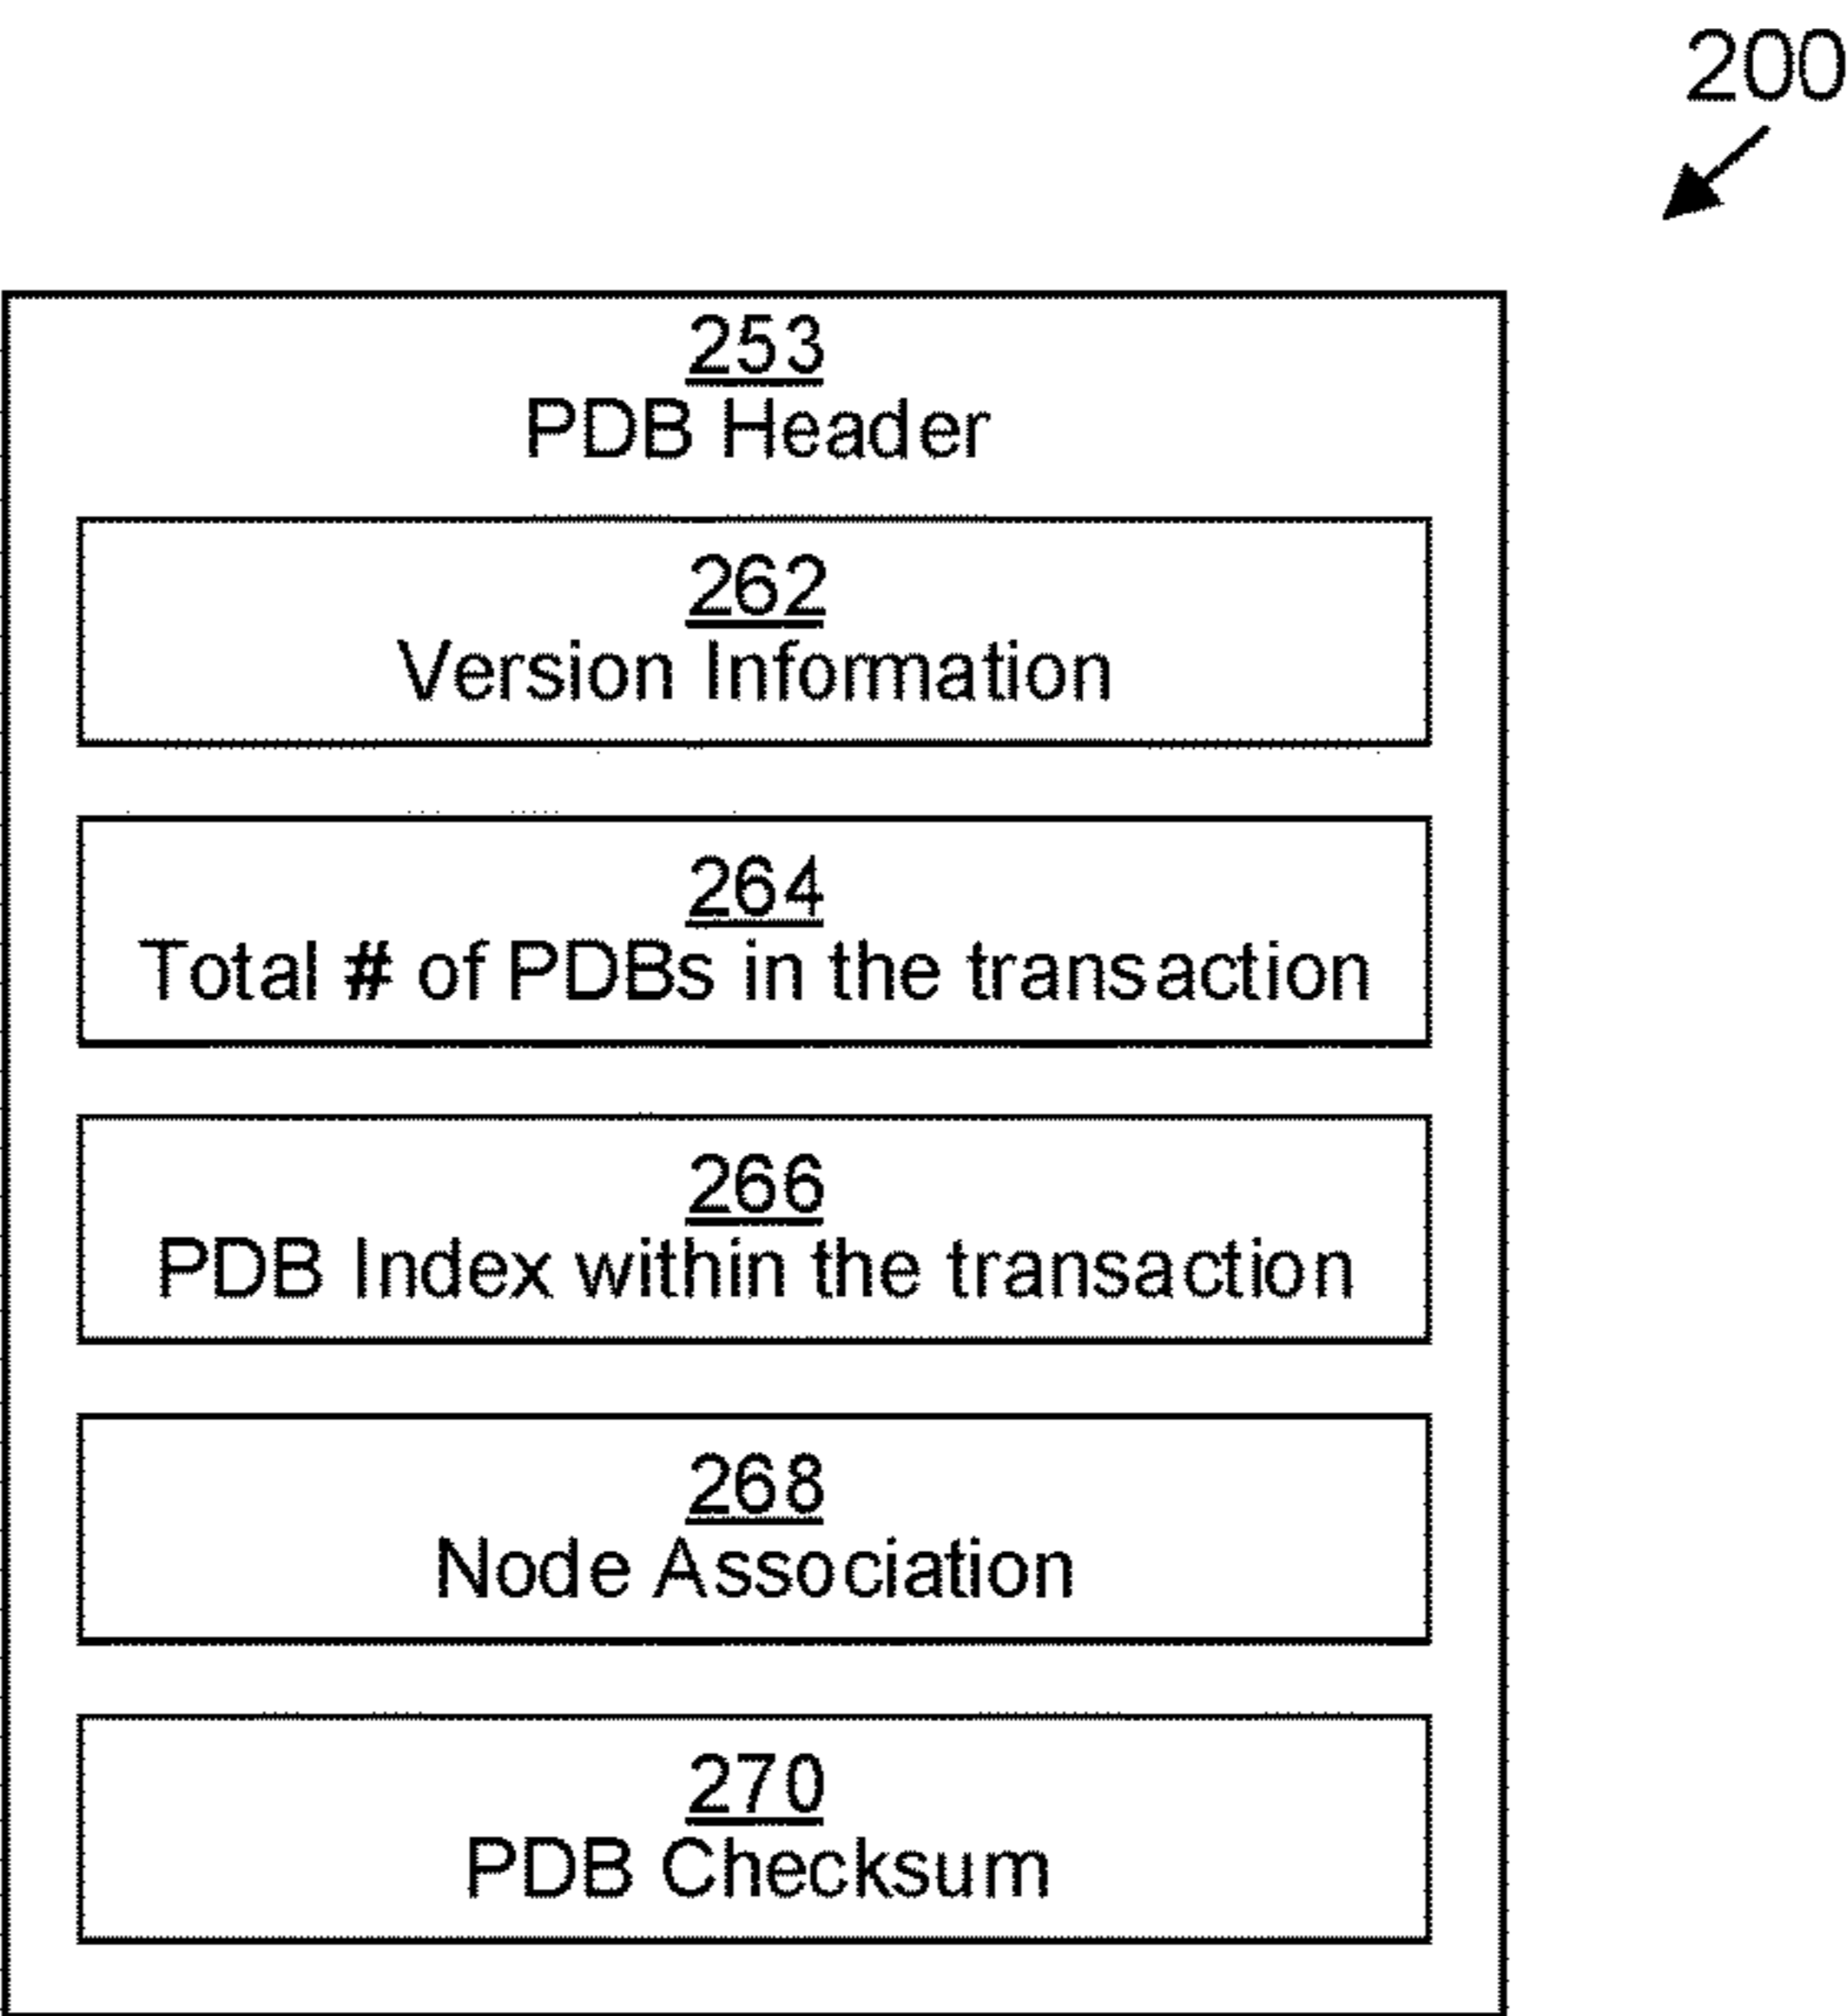 200
253
PDB Header
262
Version Information
264
Total # of PDBs in the transaction
266
PDB Index within the transaction
268
Node Association
270
PDB Checksum